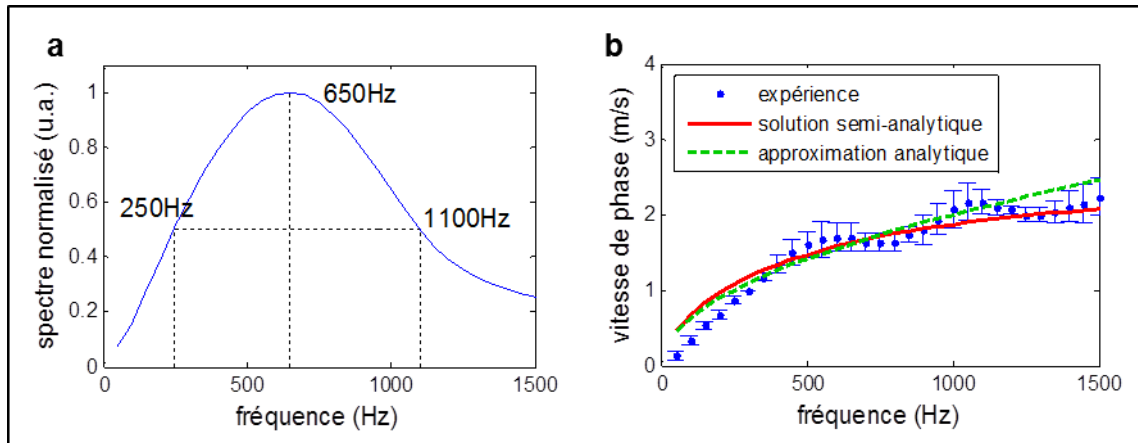 a
spectre normalisé (u.a.)
1
0.8
0.6
0.4
0.2
0
650Hz
250Hz
1100Hz
0
500
1000
1500
fréquence (Hz)
b
vitesse de phase (m/s)
4
3
2
1
0
expérience
solution semi-analytique
approximation analytique
0
500
1000
1500
fréquence (Hz)